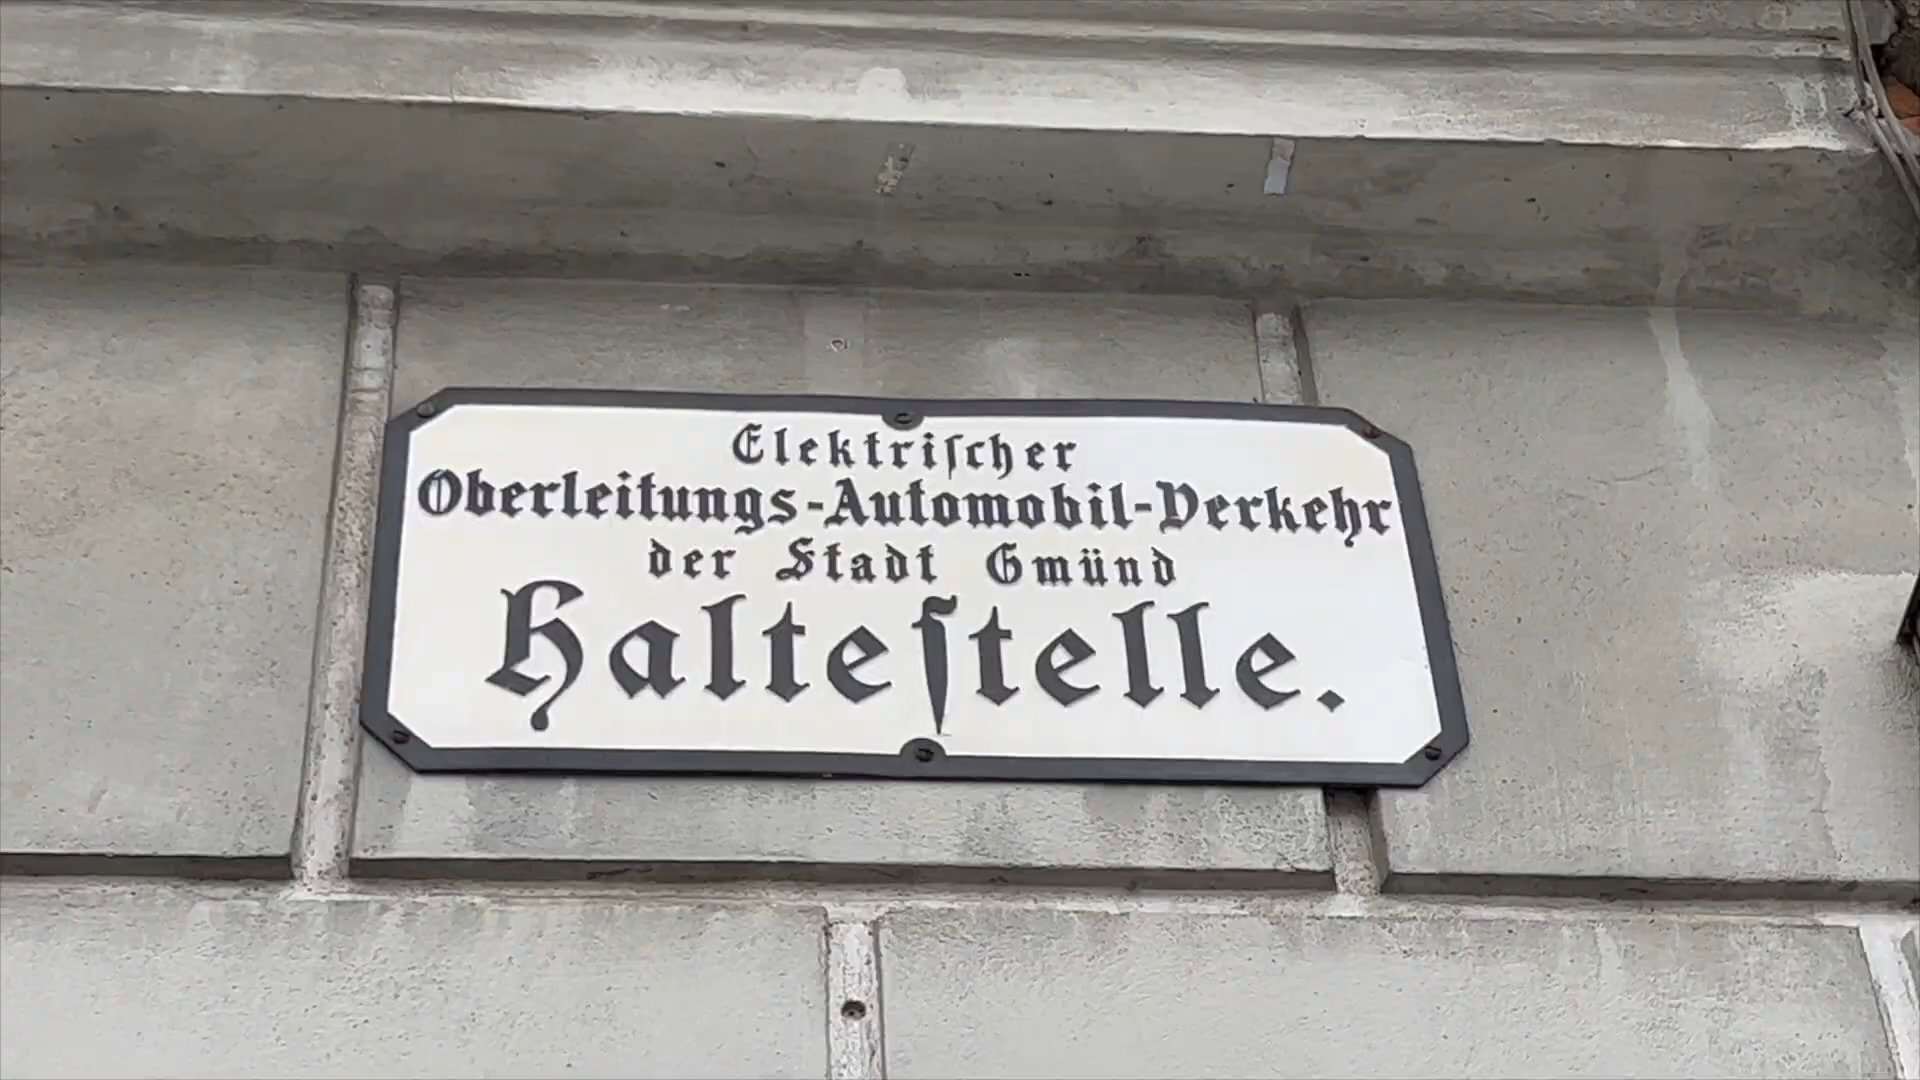 Elektriſcher
Oberleitungs-Automobil-Verkehr
der Stadt Gmünd
Halteſtelle.